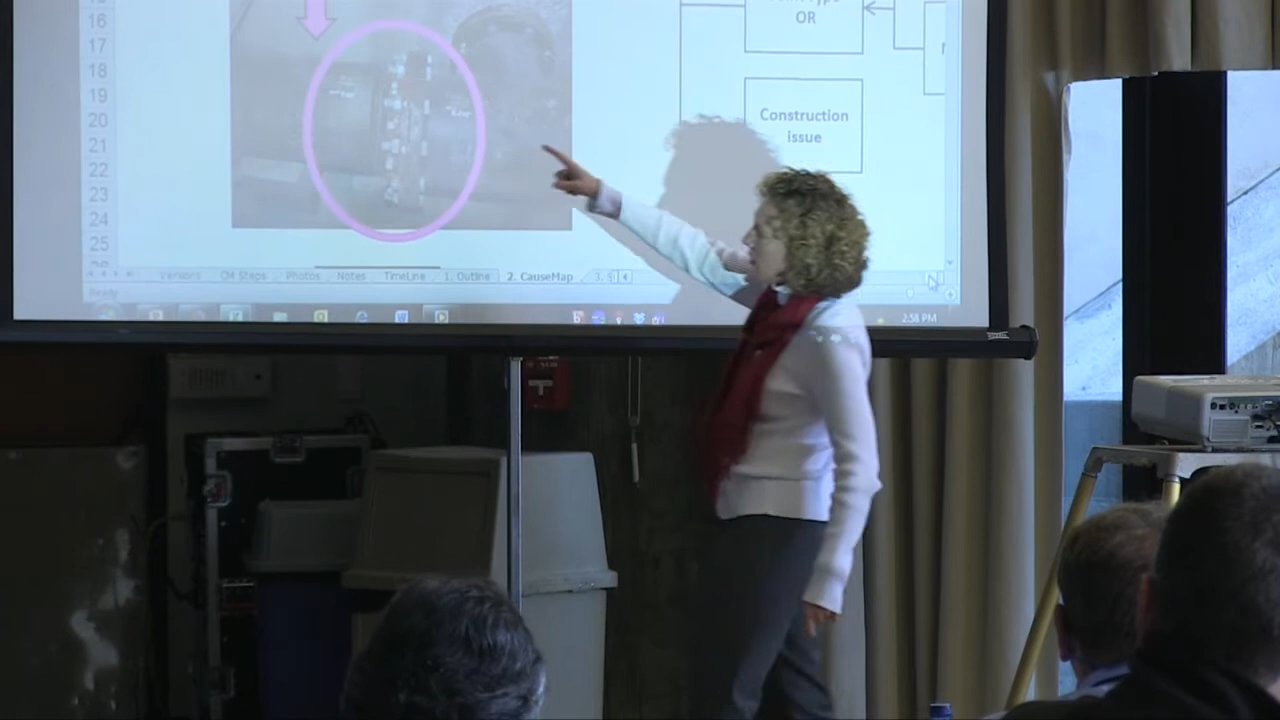 16
17
18
19
20
21
22
23
24
25
OR
Construction
issue
Versions CM Steps Photos Notes TimeLine 1. Outline 2. CauseMap 3.
Ready
2:58 PM